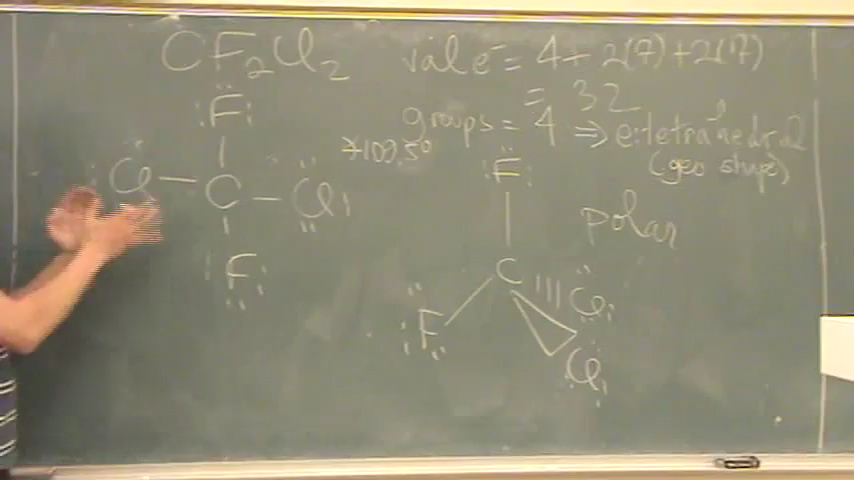 CF2Cl2
val e⁻ = 4 + 2(7) + 2(7)
= 32
groups = 4 ⇒ e: tetrahedral
(geo shape)
*109.5°
F
Cl — C — Cl
F
polar
F
C
F
Cl
Cl